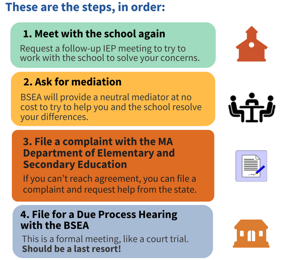 These are the steps, in order:
1. Meet with the school again
Request a follow-up IEP meeting to try to
work with the school to solve your concerns.
2. Ask for mediation
BSEA will provide a neutral mediator at no
cost to try to help you and the school resolve
your differences.
3. File a complaint with the MA
Department of Elementary and
Secondary Education
If you can't reach agreement, you can file a
complaint and request help from the state.
4. File for a Due Process Hearing
with the BSEA
This is a formal meeting, like a court trial.
Should be a last resort!